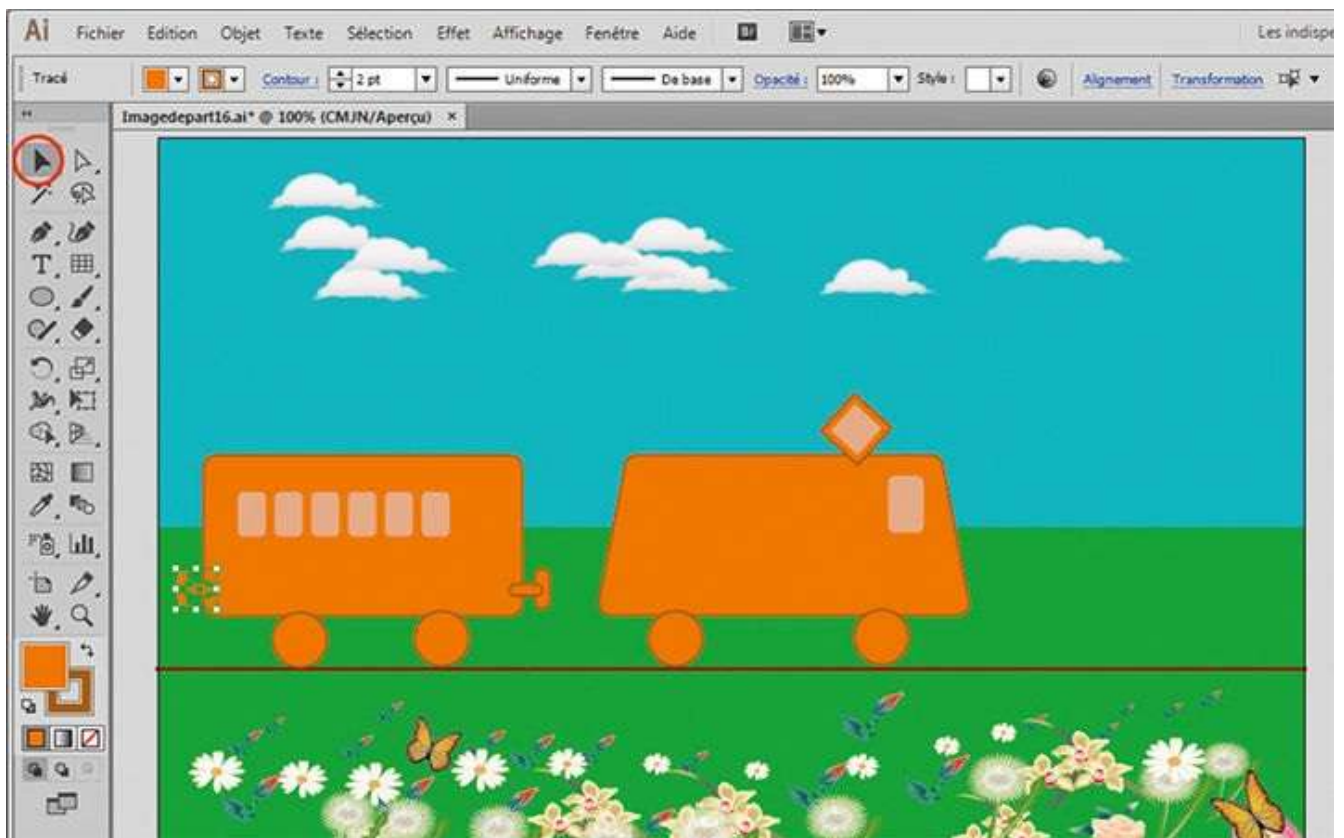 Ai Fichier Edition Objet Texte Sélection Effet Affichage Fenêtre Aide Br Les indispe
Tracé Contour : 2 pt Uniforme De base Opacité : 100% Style : Alignement Transformation
Imagedepart16.ai* @ 100% (CMJN/Aperçu) ×